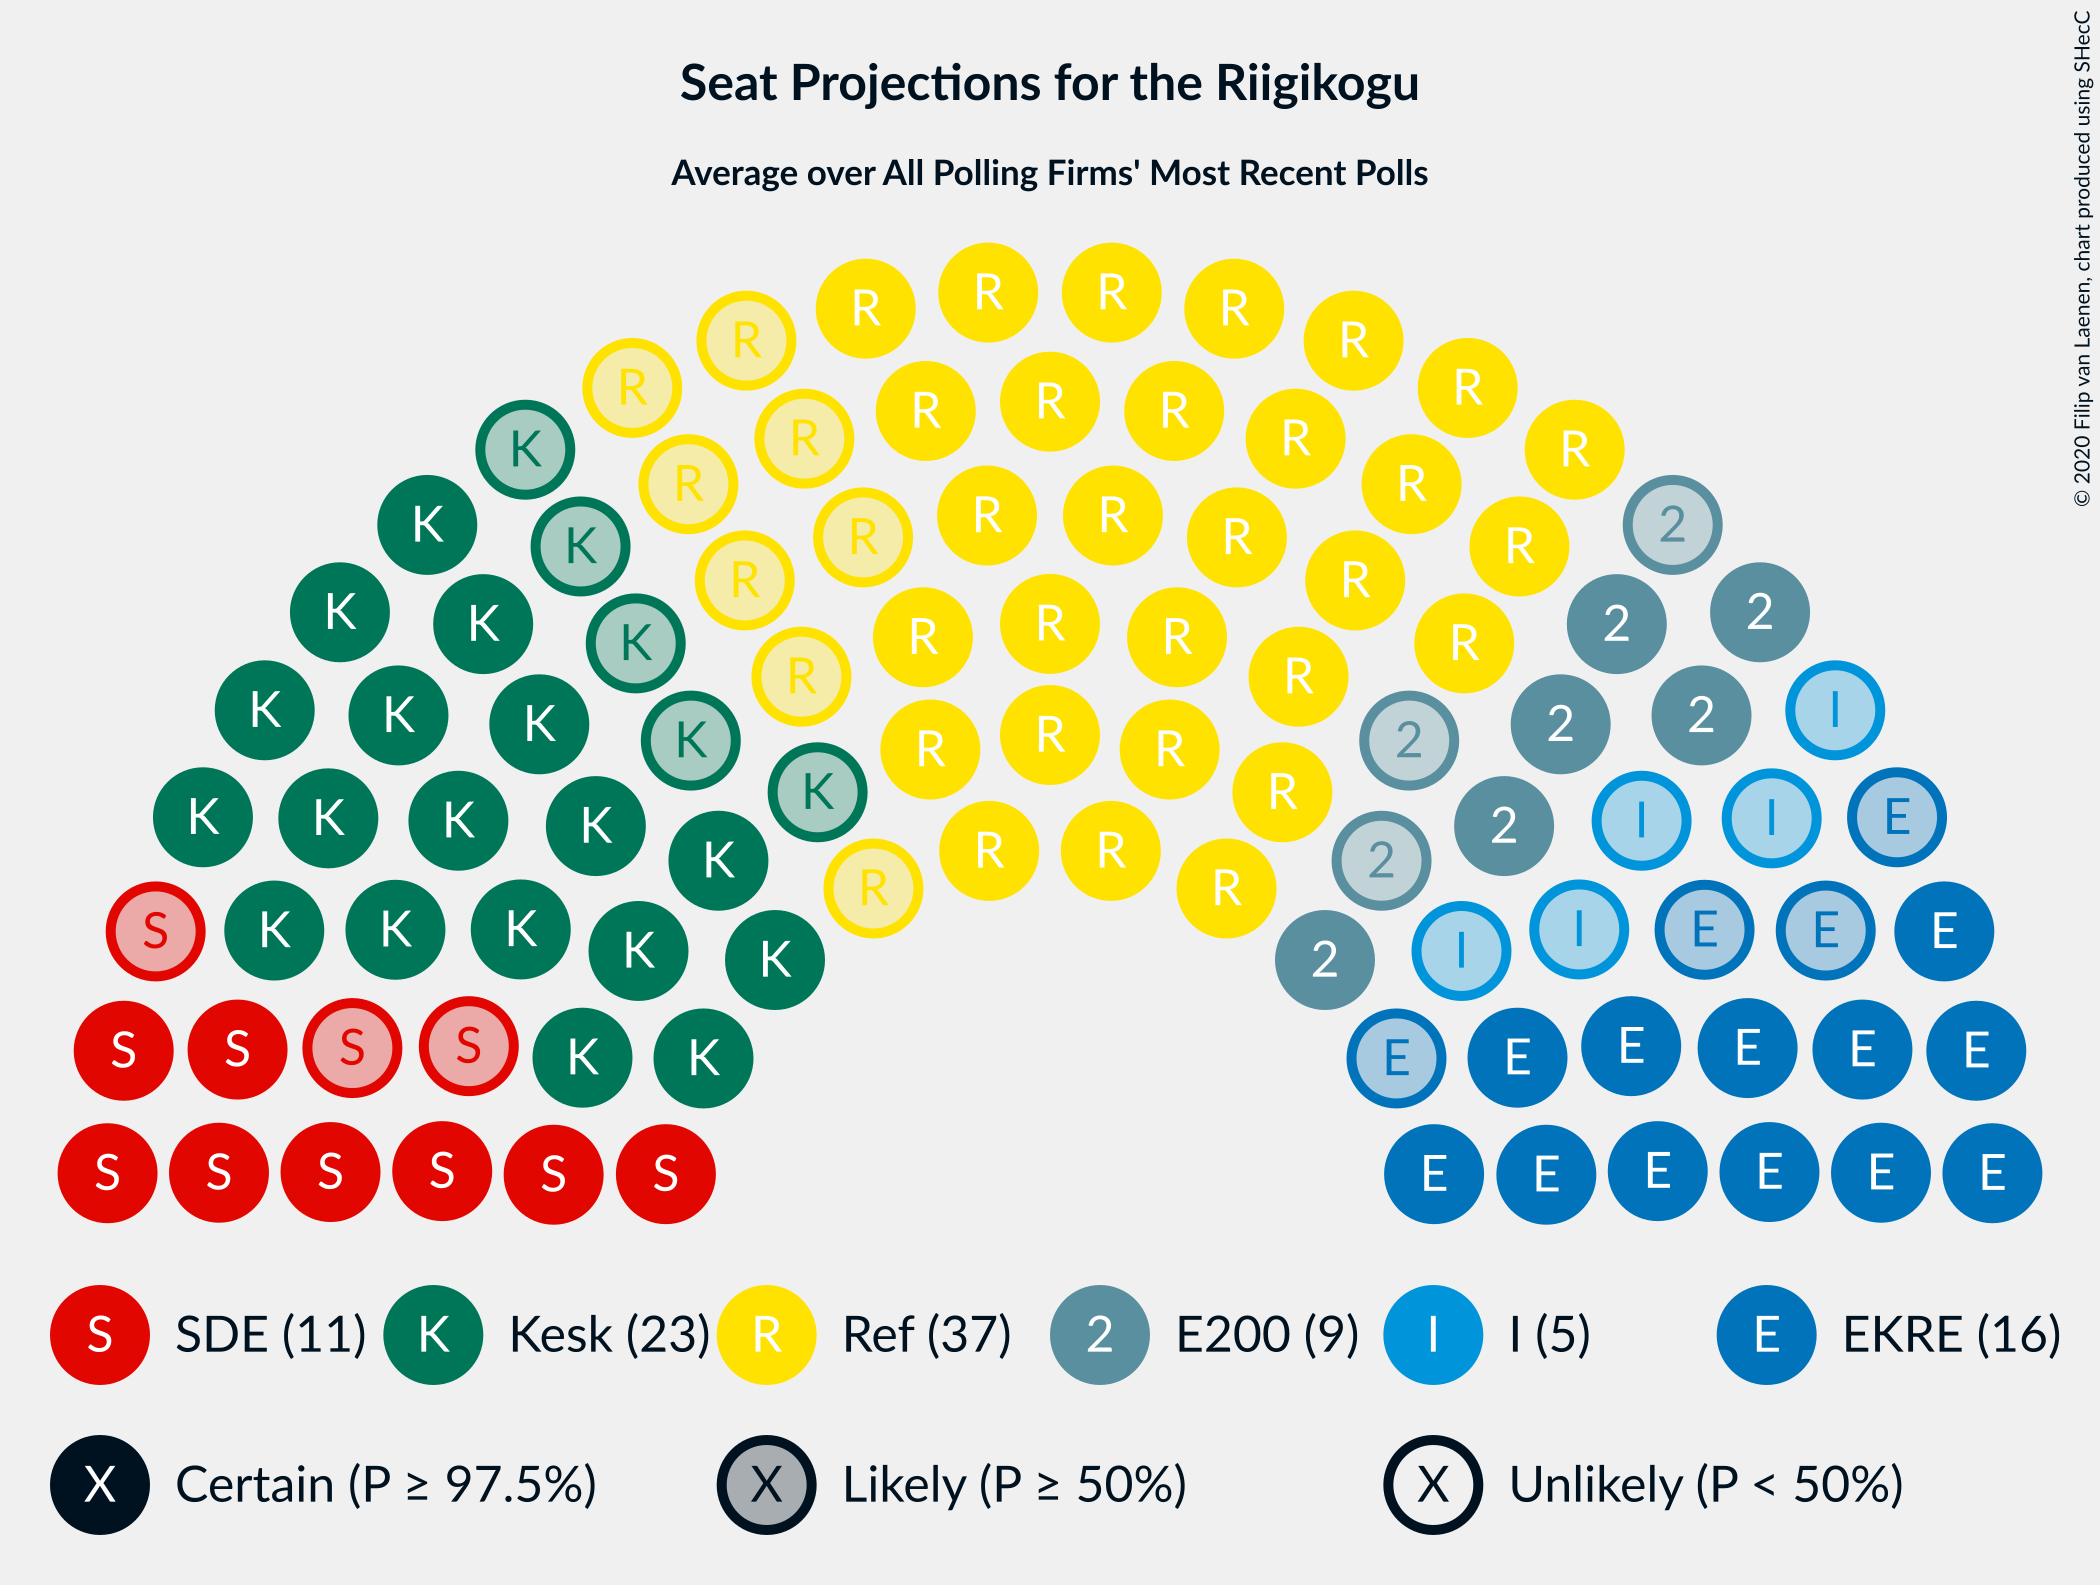 Seat Projections for the Riigikogu
Average over All Polling Firms' Most Recent Polls
© 2020 Filip van Laenen, chart produced using SHecC
R R
R R
R R
R R R
R R R
R R
R R
K R R R
R R R R
K 2
K R R R
K R R
K K 2 2
R R R
K R R
K R R
K K K 2 2 I
K K R R R 2 2
K K K K K R 2 I I E
K R R 2
R R
S K K K I E E E
K K 2 I
S S S S K K E E E E E E
S S S S S S E E E E E E
S SDE (11) K Kesk (23) R Ref (37) 2 E200 (9) I I (5) E EKRE (16)
X Certain (P ≥ 97.5%) X Likely (P ≥ 50%) X Unlikely (P < 50%)